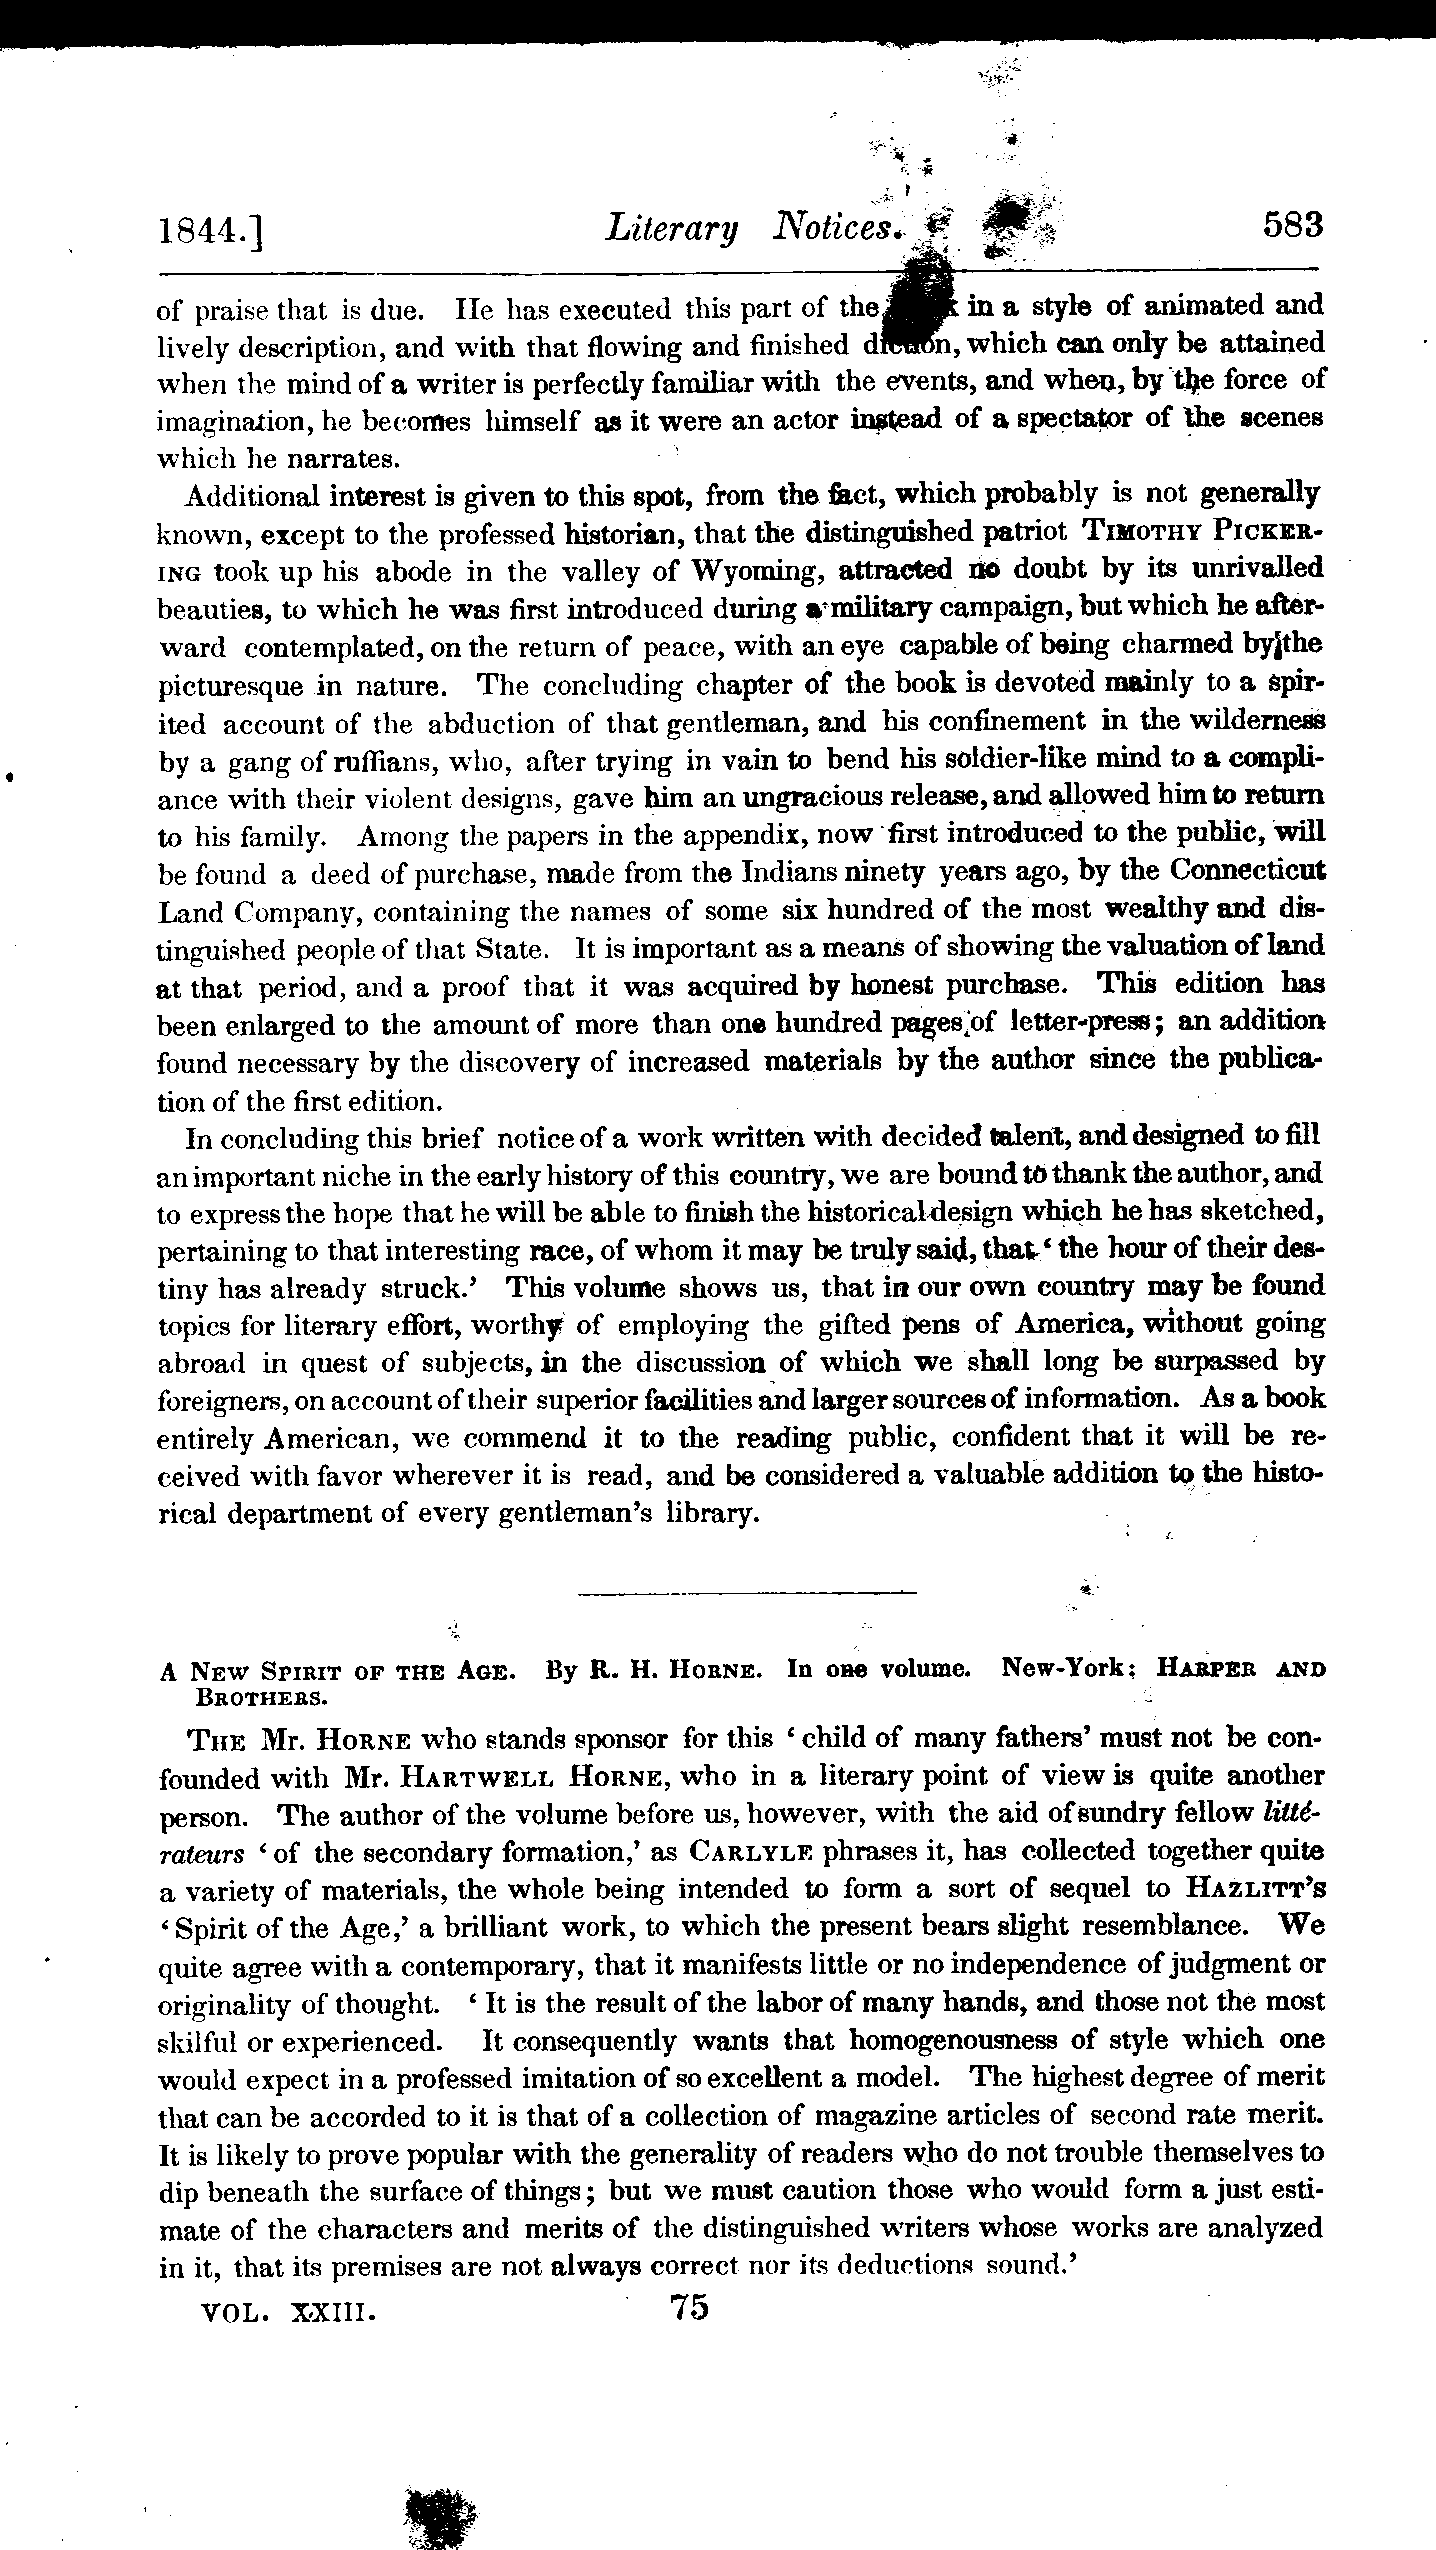 1844.] Literary Notices. 583
of praise that is due. He has executed this part of the in a style of animated and
lively description, and with that flowing and finished diction, which can only be attained
when the mind of a writer is perfectly familiar with the events, and when, by the force of
imagination, he becomes himself as it were an actor instead of a spectator of the scenes
which he narrates.
Additional interest is given to this spot, from the fact, which probably is not generally
known, except to the professed historian, that the distinguished patriot TIMOTHY PICKER-
ING took up his abode in the valley of Wyoming, attracted no doubt by its unrivalled
beauties, to which he was first introduced during a military campaign, but which he after-
ward contemplated, on the return of peace, with an eye capable of being charmed by the
picturesque in nature. The concluding chapter of the book is devoted mainly to a spir-
ited account of the abduction of that gentleman, and his confinement in the wilderness
by a gang of ruffians, who, after trying in vain to bend his soldier-like mind to a compli-
ance with their violent designs, gave him an ungracious release, and allowed him to return
to his family. Among the papers in the appendix, now first introduced to the public, will
be found a deed of purchase, made from the Indians ninety years ago, by the Connecticut
Land Company, containing the names of some six hundred of the most wealthy and dis-
tinguished people of that State. It is important as a means of showing the valuation of land
at that period, and a proof that it was acquired by honest purchase. This edition has
been enlarged to the amount of more than one hundred pages of letter-press; an addition
found necessary by the discovery of increased materials by the author since the publica-
tion of the first edition.
In concluding this brief notice of a work written with decided talent, and designed to fill
an important niche in the early history of this country, we are bound to thank the author, and
to express the hope that he will be able to finish the historical design which he has sketched,
pertaining to that interesting race, of whom it may be truly said, that ‘the hour of their des-
tiny has already struck.’ This volume shows us, that in our own country may be found
topics for literary effort, worthy of employing the gifted pens of America, without going
abroad in quest of subjects, in the discussion of which we shall long be surpassed by
foreigners, on account of their superior facilities and larger sources of information. As a book
entirely American, we commend it to the reading public, confident that it will be re-
ceived with favor wherever it is read, and be considered a valuable addition to the histo-
rical department of every gentleman's library.
A NEW SPIRIT OF THE AGE. By R. H. HORNE. In one volume. New-York: HARPER AND
BROTHERS.
THE Mr. HORNE who stands sponsor for this ‘child of many fathers’ must not be con-
founded with Mr. HARTWELL HORNE, who in a literary point of view is quite another
person. The author of the volume before us, however, with the aid of sundry fellow litté-
rateurs ‘of the secondary formation,’ as CARLYLE phrases it, has collected together quite
a variety of materials, the whole being intended to form a sort of sequel to HAZLITT'S
‘Spirit of the Age,’ a brilliant work, to which the present bears slight resemblance. We
quite agree with a contemporary, that it manifests little or no independence of judgment or
originality of thought. ‘It is the result of the labor of many hands, and those not the most
skilful or experienced. It consequently wants that homogenousness of style which one
would expect in a professed imitation of so excellent a model. The highest degree of merit
that can be accorded to it is that of a collection of magazine articles of second rate merit.
It is likely to prove popular with the generality of readers who do not trouble themselves to
dip beneath the surface of things; but we must caution those who would form a just esti-
mate of the characters and merits of the distinguished writers whose works are analyzed
in it, that its premises are not always correct nor its deductions sound.’
VOL. XXIII. 75